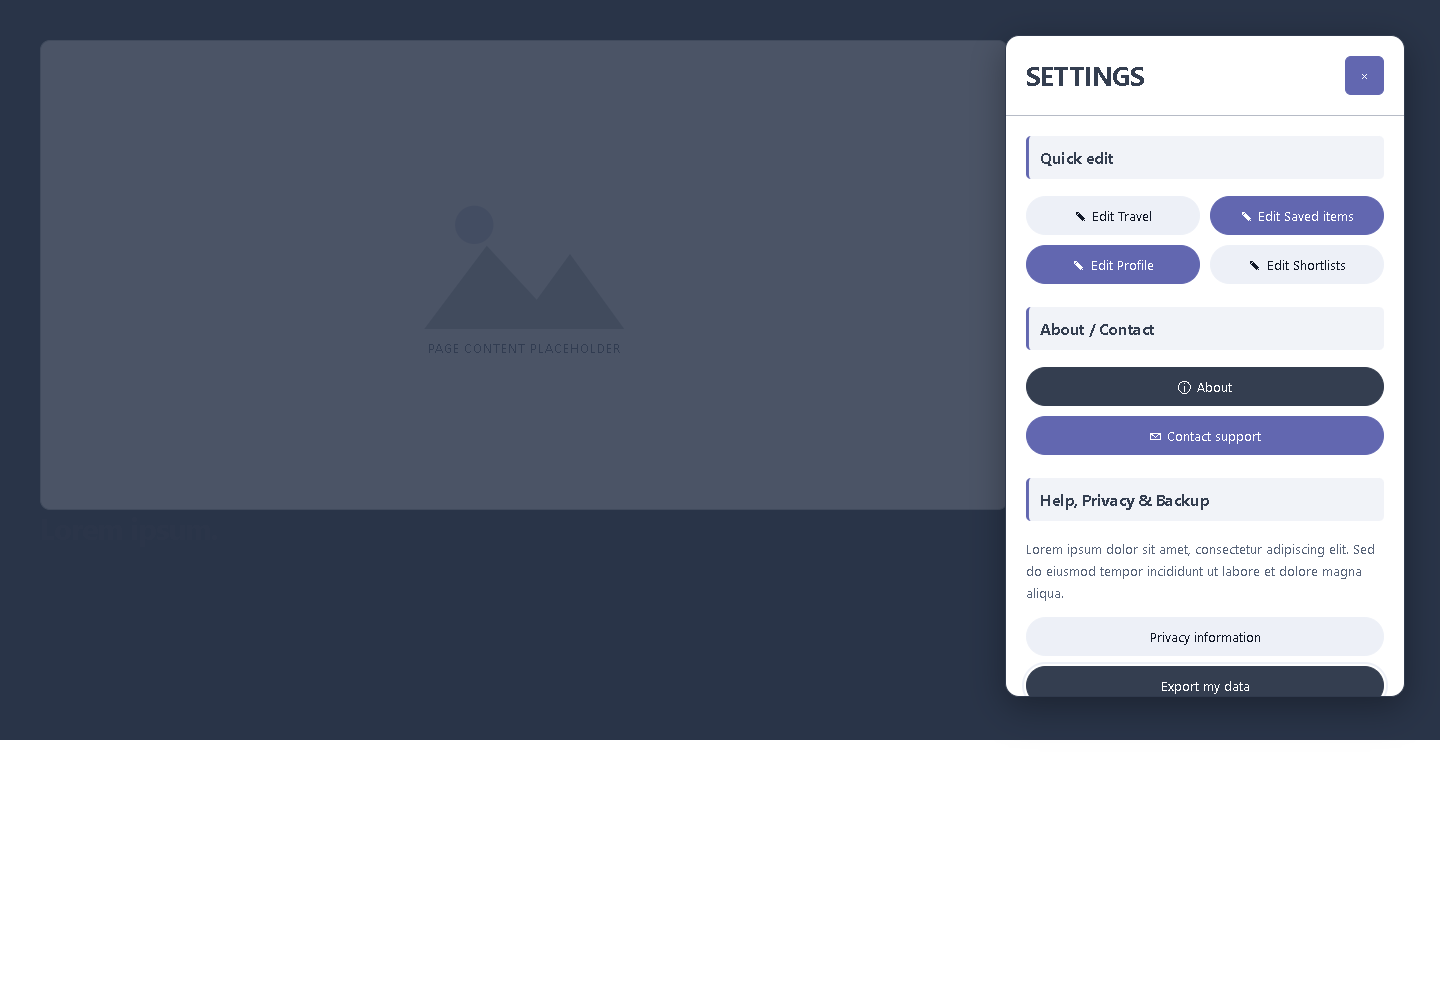 SETTINGS
×
Quick edit
✎ Edit Travel
✎ Edit Saved items
✎ Edit Profile
✎ Edit Shortlists
PAGE CONTENT PLACEHOLDER
About / Contact
ⓘ About
✉ Contact support
Help, Privacy & Backup
Lorem ipsum dolor sit amet, consectetur adipiscing elit. Sed
do eiusmod tempor incididunt ut labore et dolore magna
aliqua.
Privacy information
Export my data